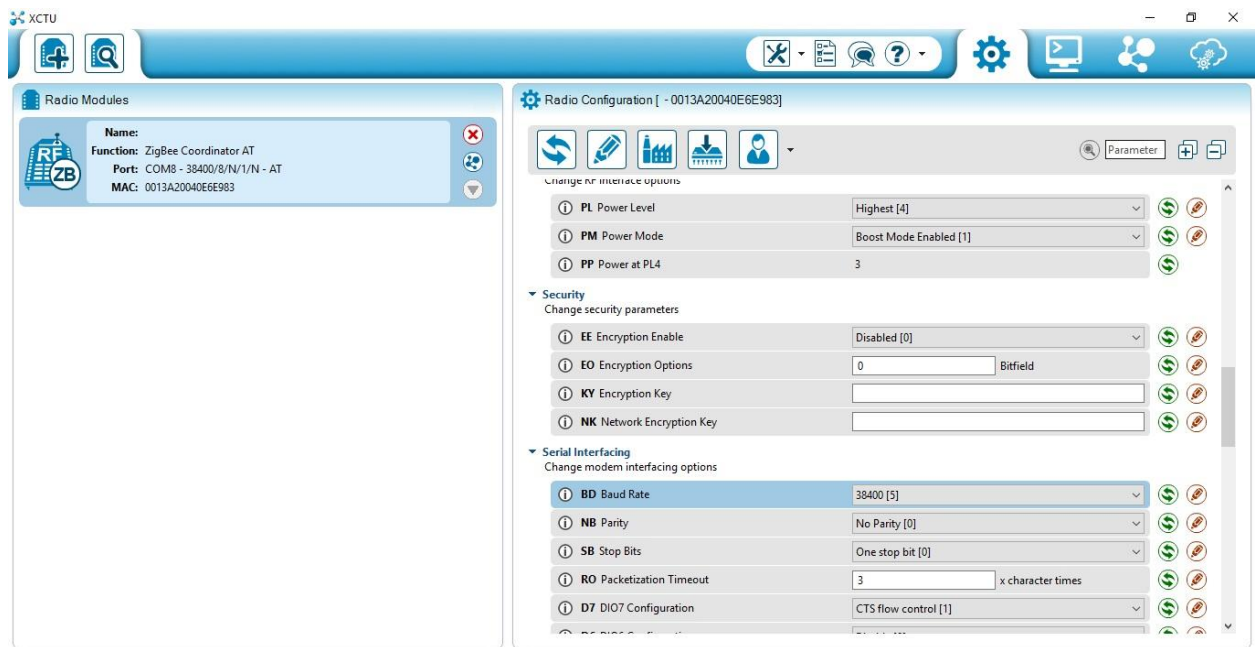 XCTU
Radio Modules
Name:
Function: ZigBee Coordinator AT
Port: COM8 - 38400/8/N/1/N - AT
MAC: 0013A20040E6E983
RF
ZB
Radio Configuration [ - 0013A20040E6E983]
Parameter
Change RF interface options
PL Power Level Highest [4]
PM Power Mode Boost Mode Enabled [1]
PP Power at PL4 3
Security
Change security parameters
EE Encryption Enable Disabled [0]
EO Encryption Options 0 Bitfield
KY Encryption Key
NK Network Encryption Key
Serial Interfacing
Change modem interfacing options
BD Baud Rate 38400 [5]
NB Parity No Parity [0]
SB Stop Bits One stop bit [0]
RO Packetization Timeout 3 x character times
D7 DIO7 Configuration CTS flow control [1]